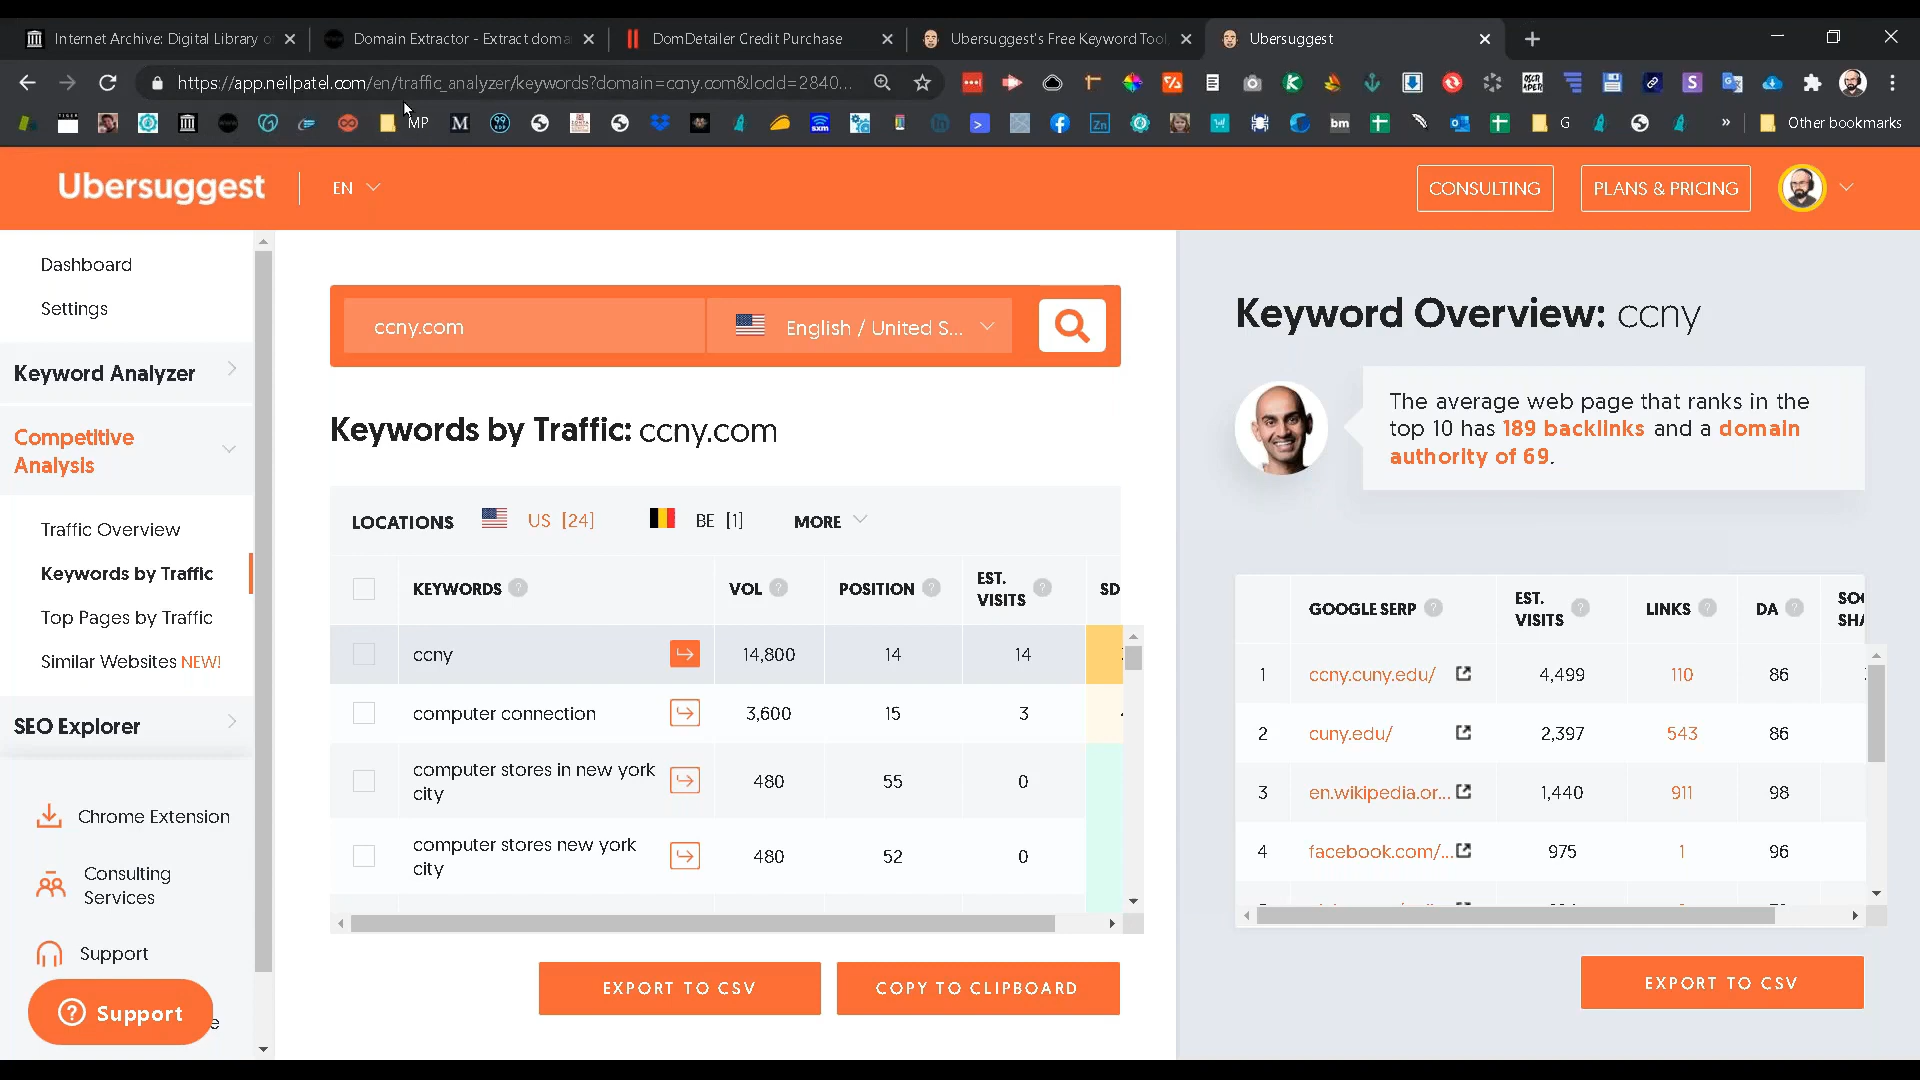 Internet Archive: Digital Library o
Domain Extractor - Extract doma
DomDetailer Credit Purchase
Ubersuggest's Free Keyword Tool,
Ubersuggest
https://app.neilpatel.com/en/traffic_analyzer/keywords?domain=ccny.com&locId=2840...
MP
G
Other bookmarks
Ubersuggest
EN
CONSULTING
PLANS & PRICING
Dashboard
Settings
Keyword Analyzer
Competitive
Analysis
Traffic Overview
Keywords by Traffic
Top Pages by Traffic
Similar Websites NEW!
SEO Explorer
Chrome Extension
Consulting
Services
Support
Support
ccny.com
English / United S...
Keywords by Traffic: ccny.com
LOCATIONS US [24] BE [1] MORE
KEYWORDS VOL POSITION EST. VISITS SD
ccny 14,800 14 14
computer connection 3,600 15 3
computer stores in new york city 480 55 0
computer stores new york city 480 52 0
EXPORT TO CSV
COPY TO CLIPBOARD
Keyword Overview: ccny
The average web page that ranks in the
top 10 has 189 backlinks and a domain
authority of 69.
GOOGLE SERP EST. VISITS LINKS DA
1 ccny.cuny.edu/ 4,499 110 86
2 cuny.edu/ 2,397 543 86
3 en.wikipedia.or... 1,440 911 98
4 facebook.com/... 975 1 96
EXPORT TO CSV